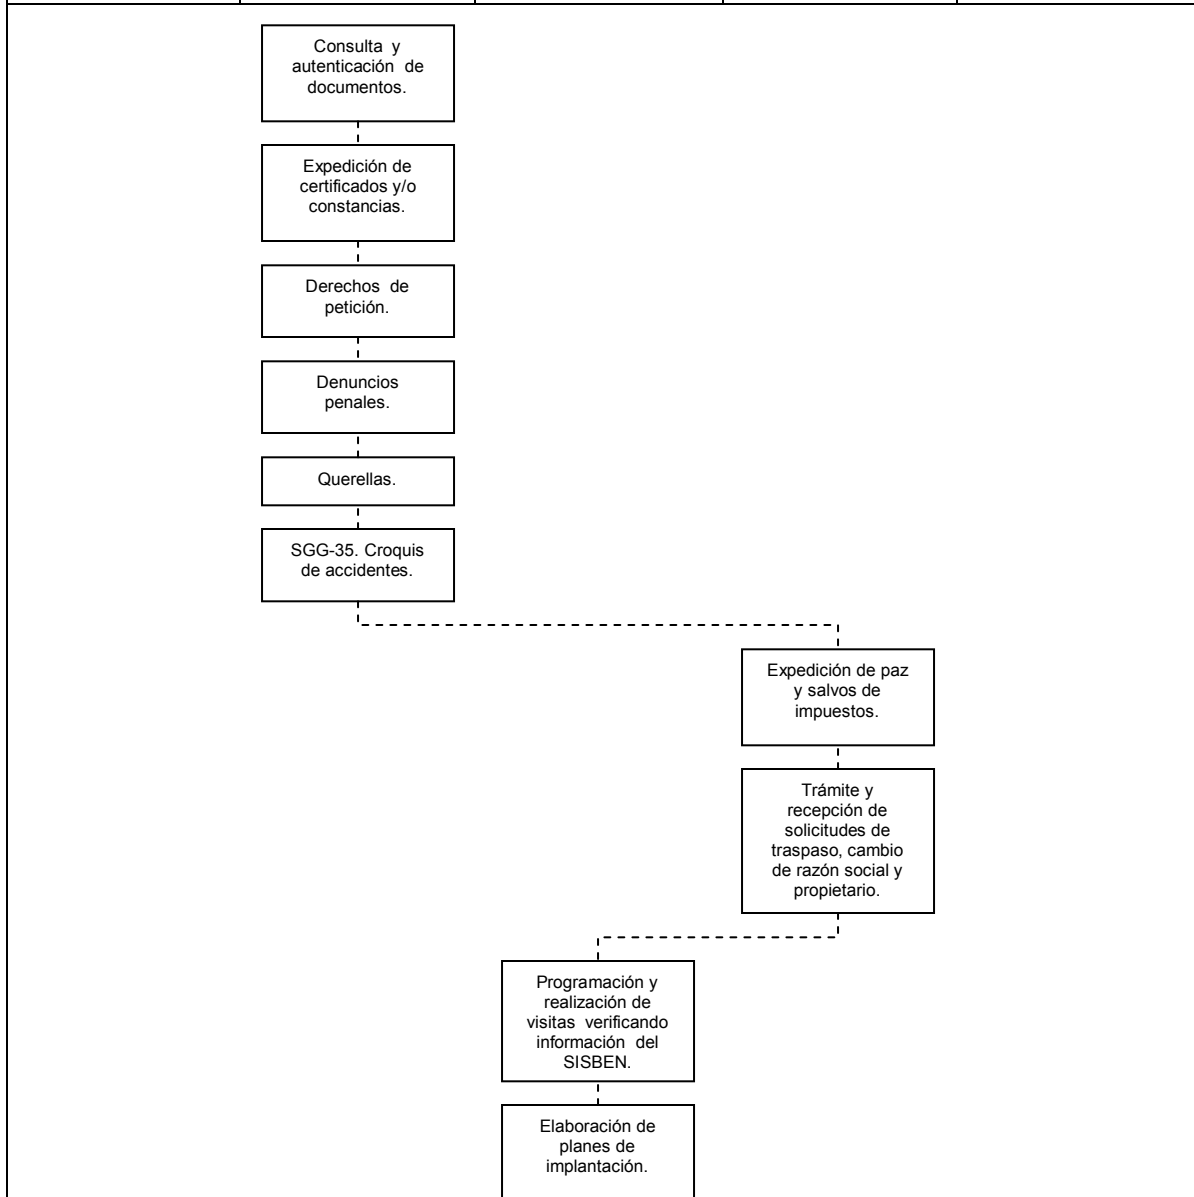 Consulta y
autenticación de
documentos.
Expedición de
certificados y/o
constancias.
Derechos de
petición.
Denuncios
penales.
Querellas.
SGG-35. Croquis
de accidentes.
Expedición de paz
y salvos de
impuestos.
Trámite y
recepción de
solicitudes de
traspaso, cambio
de razón social y
propietario.
Programación y
realización de
visitas verificando
información del
SISBEN.
Elaboración de
planes de
implantación.